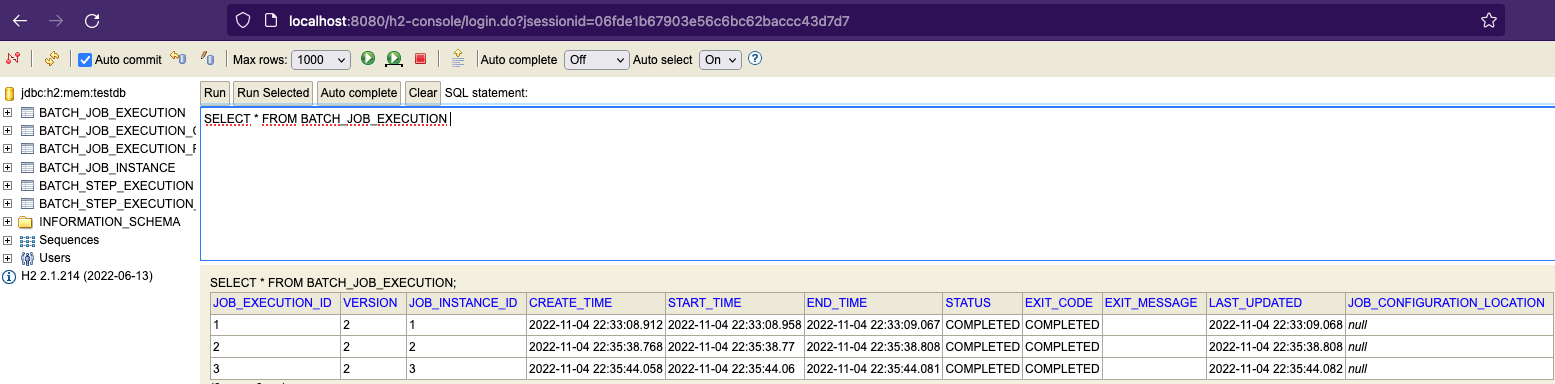 localhost:8080/h2-console/login.do?jsessionid=06fde1b67903e56c6bc62baccc43d7d7
Auto commit Max rows: 1000 Auto complete Off Auto select On
jdbc:h2:mem:testdb
BATCH_JOB_EXECUTION
BATCH_JOB_EXECUTION_C
BATCH_JOB_EXECUTION_P
BATCH_JOB_INSTANCE
BATCH_STEP_EXECUTION
BATCH_STEP_EXECUTION_
INFORMATION_SCHEMA
Sequences
Users
H2 2.1.214 (2022-06-13)
Run Run Selected Auto complete Clear SQL statement:
SELECT * FROM BATCH_JOB_EXECUTION
SELECT * FROM BATCH_JOB_EXECUTION;
JOB_EXECUTION_ID VERSION JOB_INSTANCE_ID CREATE_TIME START_TIME END_TIME STATUS EXIT_CODE EXIT_MESSAGE LAST_UPDATED JOB_CONFIGURATION_LOCATION
1 2 1 2022-11-04 22:33:08.912 2022-11-04 22:33:08.958 2022-11-04 22:33:09.067 COMPLETED COMPLETED 2022-11-04 22:33:09.068 null
2 2 2 2022-11-04 22:35:38.768 2022-11-04 22:35:38.77 2022-11-04 22:35:38.808 COMPLETED COMPLETED 2022-11-04 22:35:38.808 null
3 2 3 2022-11-04 22:35:44.058 2022-11-04 22:35:44.06 2022-11-04 22:35:44.081 COMPLETED COMPLETED 2022-11-04 22:35:44.082 null